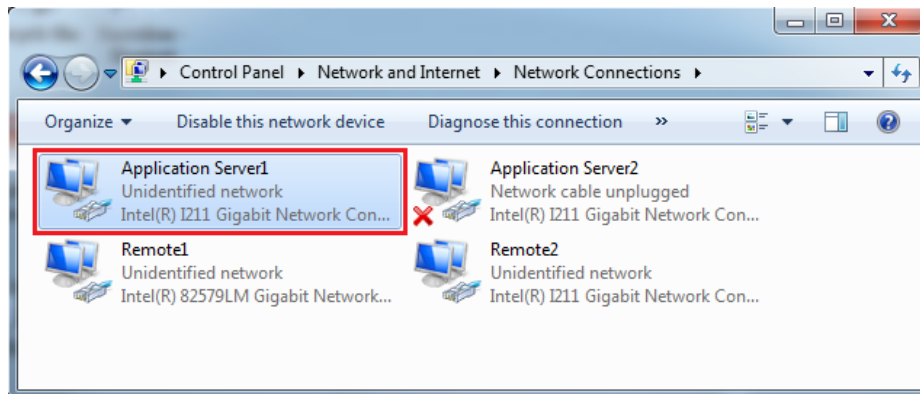 Control Panel ▸ Network and Internet ▸ Network Connections ▸
Organize ▾ Disable this network device Diagnose this connection »
Application Server1
Unidentified network
Intel(R) I211 Gigabit Network Con...
Application Server2
Network cable unplugged
Intel(R) I211 Gigabit Network Con...
Remote1
Unidentified network
Intel(R) 82579LM Gigabit Network...
Remote2
Unidentified network
Intel(R) I211 Gigabit Network Con...